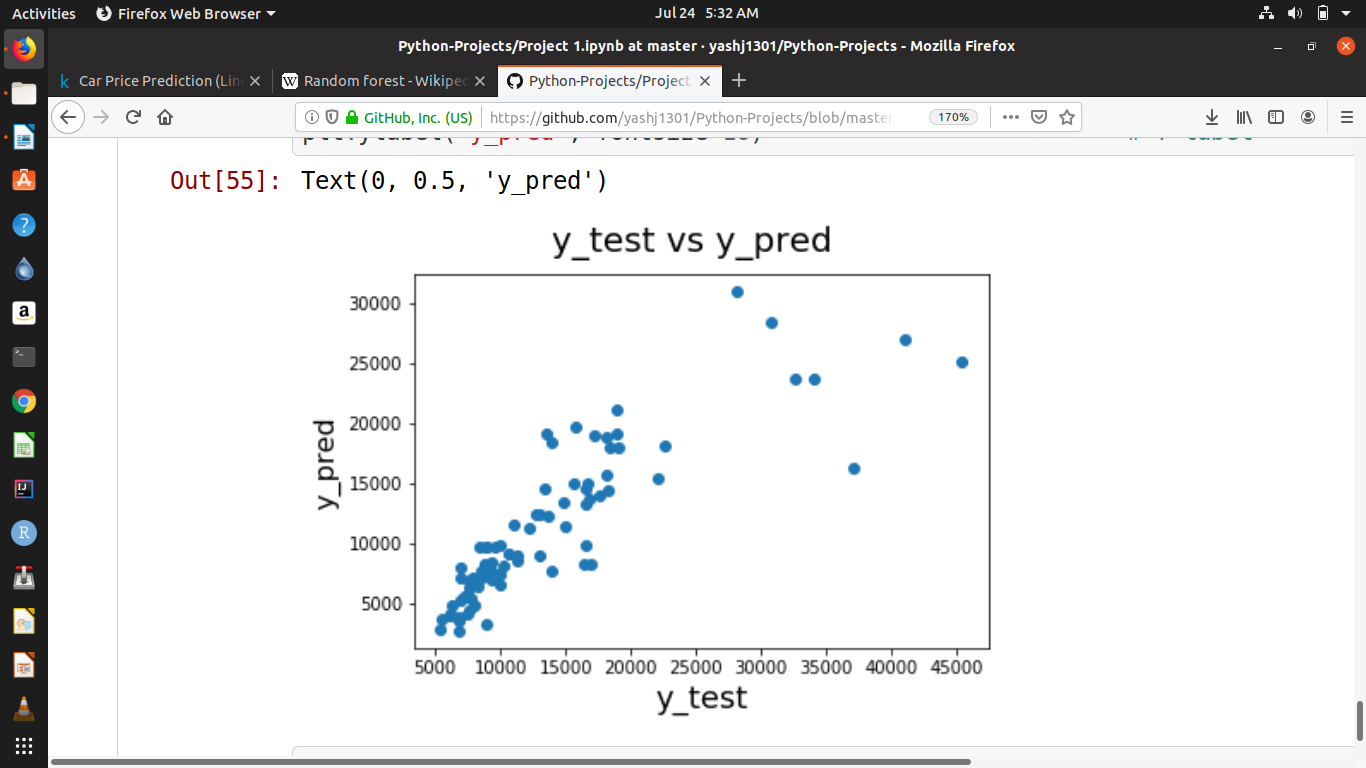 Activities Firefox Web Browser Jul 24 5:32 AM
Python-Projects/Project 1.ipynb at master · yashj1301/Python-Projects - Mozilla Firefox
Car Price Prediction (Lin Random forest - Wikiped Python-Projects/Project
GitHub, Inc. (US) https://github.com/yashj1301/Python-Projects/blob/master 170%
Out[55]: Text(0, 0.5, 'y_pred')
y_test vs y_pred
30000
25000
20000
15000
10000
5000
y_pred
5000 10000 15000 20000 25000 30000 35000 40000 45000
y_test